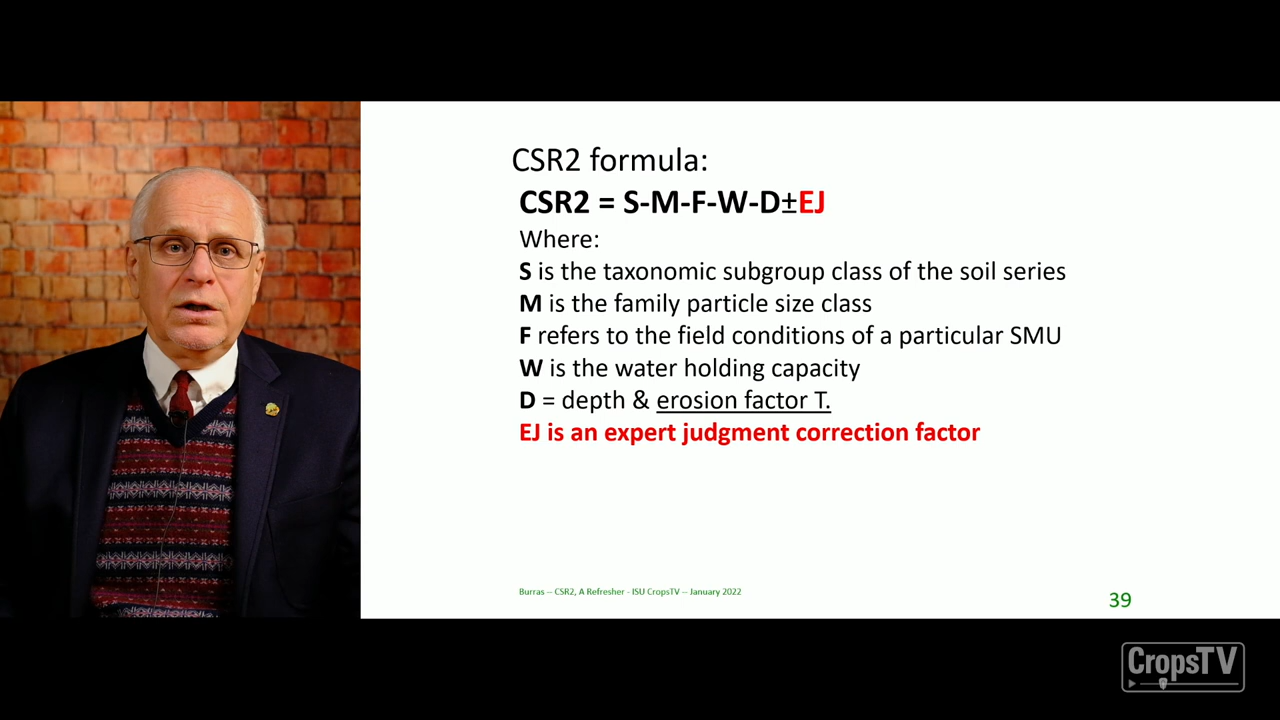 CSR2 formula:
CSR2 = S-M-F-W-D±EJ
Where:
S is the taxonomic subgroup class of the soil series
M is the family particle size class
F refers to the field conditions of a particular SMU
W is the water holding capacity
D = depth & erosion factor T.
EJ is an expert judgment correction factor
Burras -- CSR2, A Refresher - ISU CropsTV -- January 2022
39
CropsTV